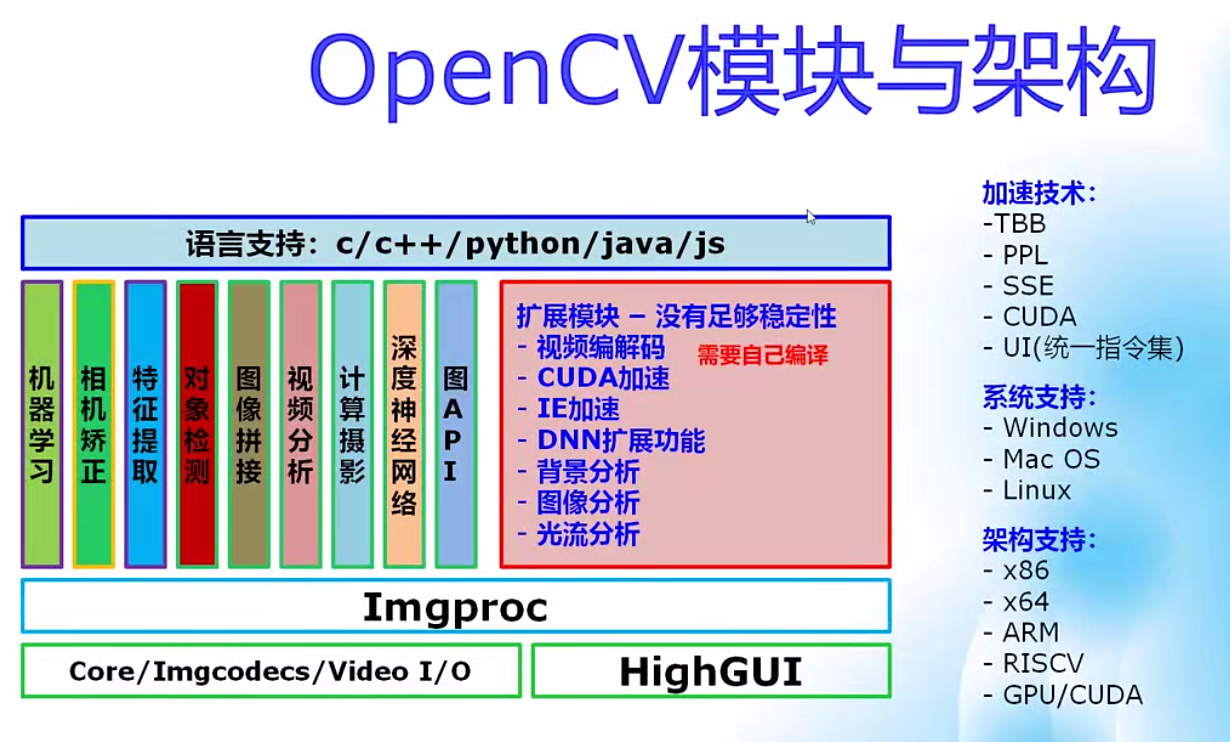 OpenCV模块与架构
语言支持：c/c++/python/java/js
机器学习
相机矫正
特征提取
对象检测
图像拼接
视频分析
计算摄影
深度神经网络
图API
扩展模块 – 没有足够稳定性
- 视频编解码
需要自己编译
- CUDA加速
- IE加速
- DNN扩展功能
- 背景分析
- 图像分析
- 光流分析
Imgproc
Core/Imgcodecs/Video I/O
HighGUI
加速技术：
-TBB
- PPL
- SSE
- CUDA
- UI(统一指令集)
系统支持：
- Windows
- Mac OS
- Linux
架构支持：
- x86
- x64
- ARM
- RISCV
- GPU/CUDA